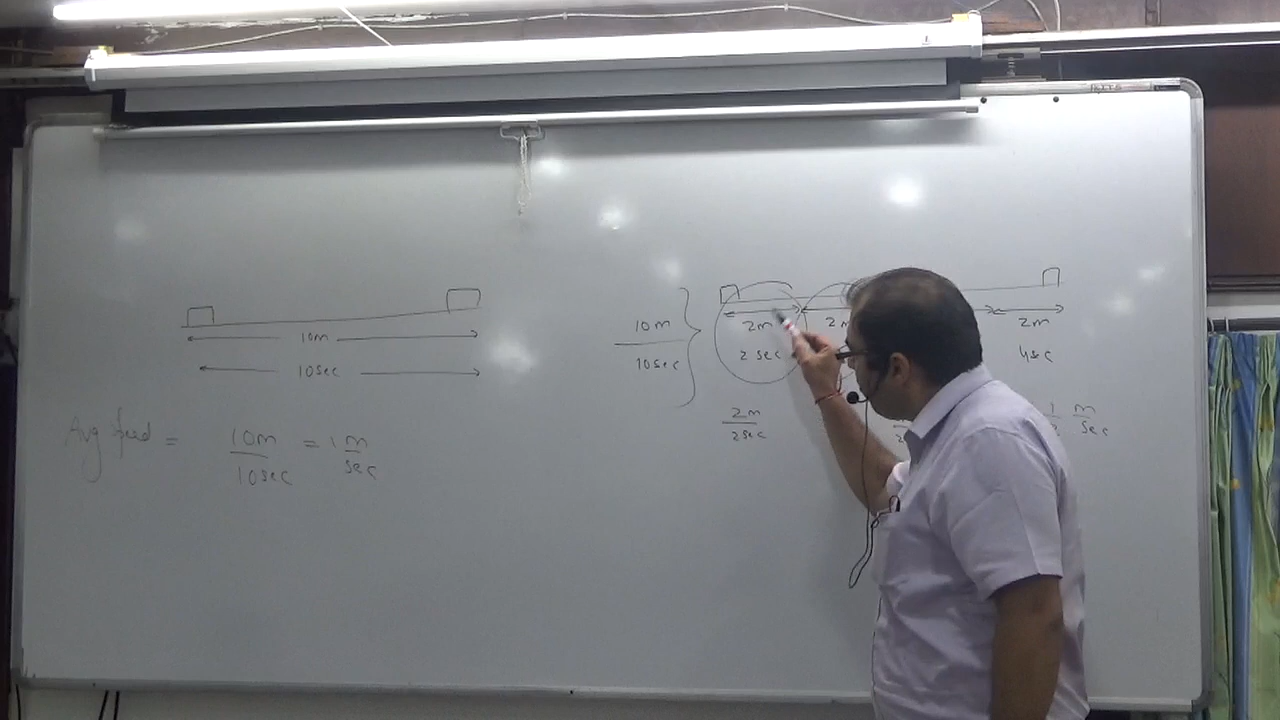 10m
10sec
Avg speed = 10m / 10sec = 1 m/sec
10m / 10sec
2m 2m 2m
2 sec 4sec
2m / 2sec
m/sec